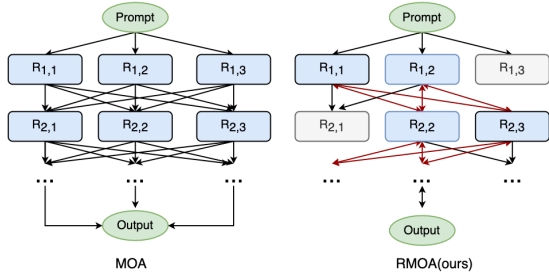 Prompt
R1,1 R1,2 R1,3
R2,1 R2,2 R2,3
... ... ...
Output
MOA
Prompt
R1,1 R1,2 R1,3
R2,1 R2,2 R2,3
... ... ...
Output
RMOA(ours)